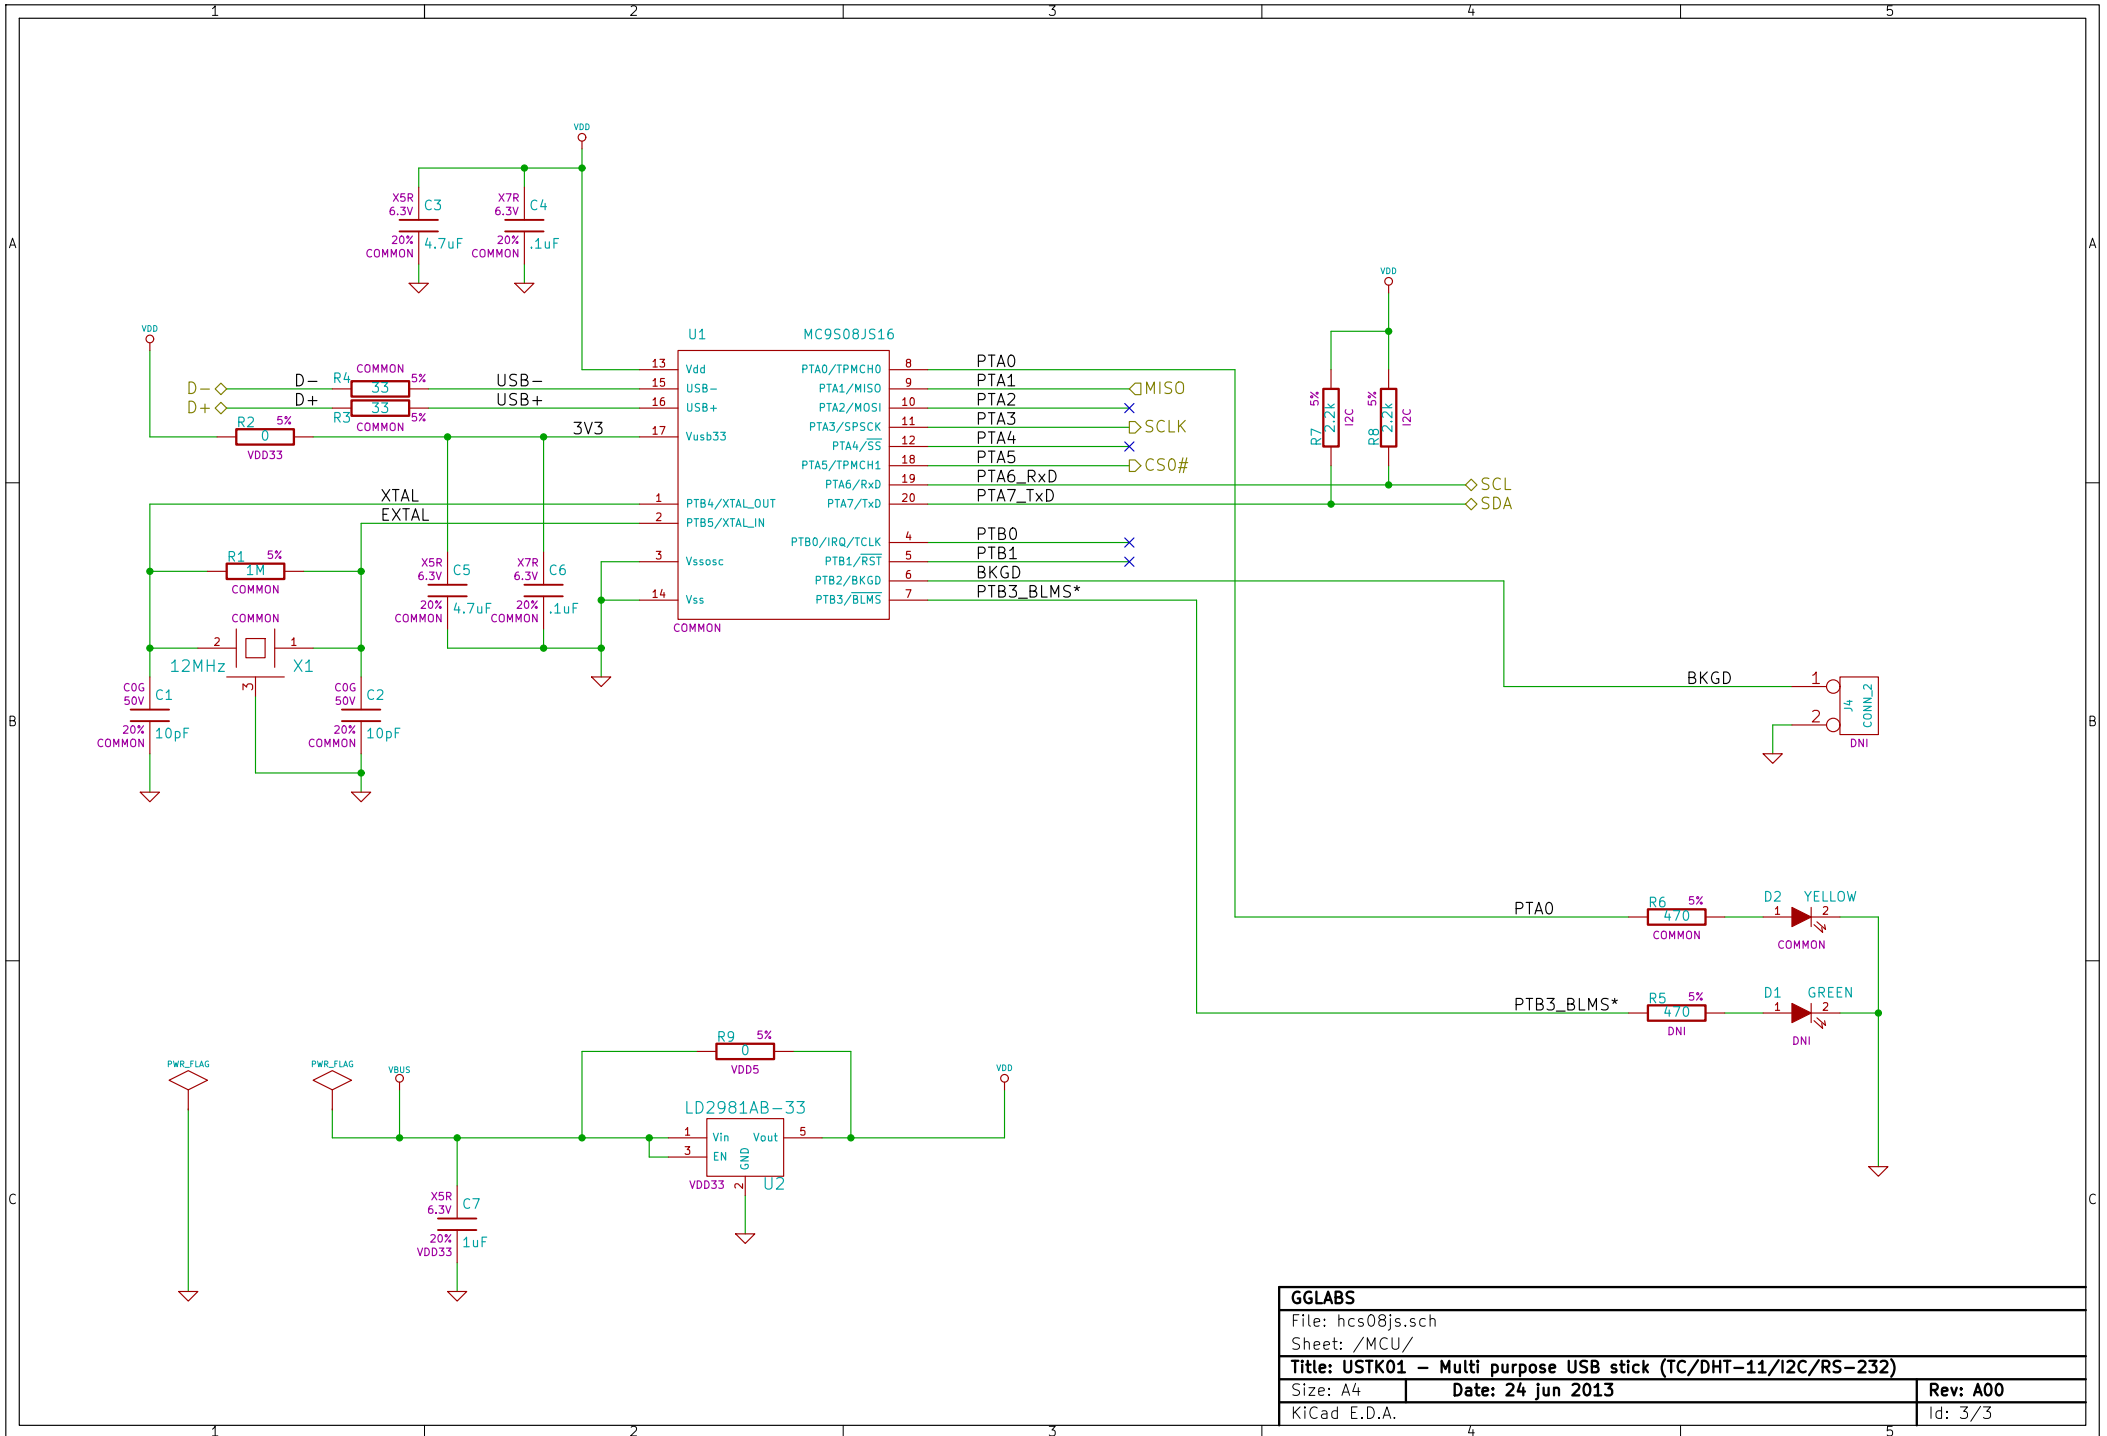 1 2 3 4 5
A
A
B
B
C
C
VDD
X5R
6.3V
C3
20%
4.7uF
COMMON
X7R
6.3V
C4
20%
.1uF
COMMON
VDD
D-
D-
R4
COMMON
33
5%
USB-
D+
D+
R3
33
COMMON
5%
USB+
R2
5%
0
VDD33
3V3
XTAL
EXTAL
R1
5%
1M
COMMON
COMMON
2
1
3
12MHz
X1
C0G
50V
C1
20%
10pF
COMMON
C0G
50V
C2
20%
10pF
COMMON
X5R
6.3V
C5
20%
4.7uF
COMMON
X7R
6.3V
C6
20%
.1uF
COMMON
U1
MC9S08JS16
13 Vdd
15 USB-
16 USB+
17 Vusb33
1 PTB4/XTAL_OUT
2 PTB5/XTAL_IN
3 Vssosc
14 Vss
COMMON
PTA0/TPMCH0 8 PTA0
PTA1/MISO 9 PTA1 MISO
PTA2/MOSI 10 PTA2
PTA3/SPSCK 11 PTA3 SCLK
PTA4/SS 12 PTA4
PTA5/TPMCH1 18 PTA5 CS0#
PTA6/RxD 19 PTA6_RxD SCL
PTA7/TxD 20 PTA7_TxD SDA
PTB0/IRQ/TCLK 4 PTB0
PTB1/RST 5 PTB1
PTB2/BKGD 6 BKGD
PTB3/BLMS 7 PTB3_BLMS*
VDD
R7
5%
2.2k
I2C
R8
5%
2.2k
I2C
BKGD
1
2
J4
CONN_2
DNI
PTA0
R6
5%
470
COMMON
D2 YELLOW
1 2
COMMON
PTB3_BLMS*
R5
5%
470
DNI
D1 GREEN
1 2
DNI
PWR_FLAG
PWR_FLAG
VBUS
R9
5%
0
VDD5
VDD
LD2981AB-33
1 Vin
3 EN
Vout 5
GND
2
VDD33
U2
X5R
6.3V
C7
20%
1uF
VDD33
GGLABS
File: hcs08js.sch
Sheet: /MCU/
Title: USTK01 - Multi purpose USB stick (TC/DHT-11/I2C/RS-232)
Size: A4 Date: 24 jun 2013 Rev: A00
KiCad E.D.A. Id: 3/3
1 2 3 4 5